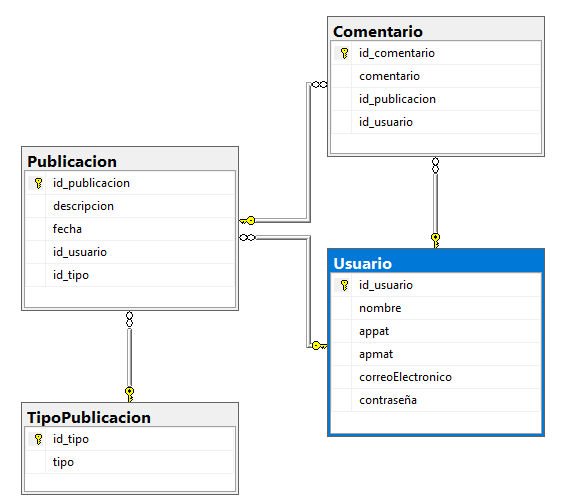 Comentario
id_comentario
comentario
id_publicacion
id_usuario
Publicacion
id_publicacion
descripcion
fecha
id_usuario
id_tipo
Usuario
id_usuario
nombre
appat
apmat
correoElectronico
contraseña
TipoPublicacion
id_tipo
tipo